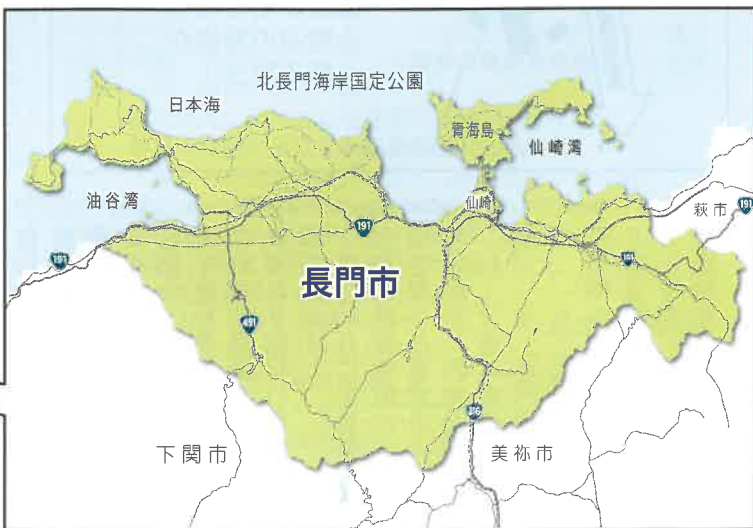 北長門海岸国定公園
日本海
青海島
仙崎湾
油谷湾
仙崎
萩市
191
191
191
191
長門市
491
316
下関市
美祢市